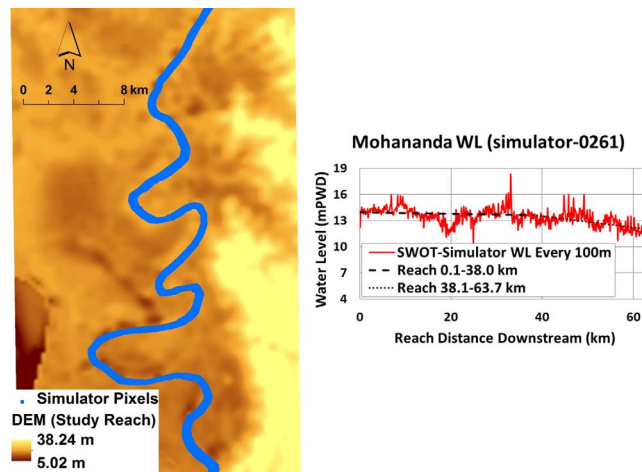 N
0 2 4 8 km
Simulator Pixels
DEM (Study Reach)
38.24 m
5.02 m
Mohananda WL (simulator-0261)
Water Level (mPWD)
19
16
13
10
7
4
SWOT-Simulator WL Every 100m
Reach 0.1-38.0 km
Reach 38.1-63.7 km
0 20 40 60
Reach Distance Downstream (km)